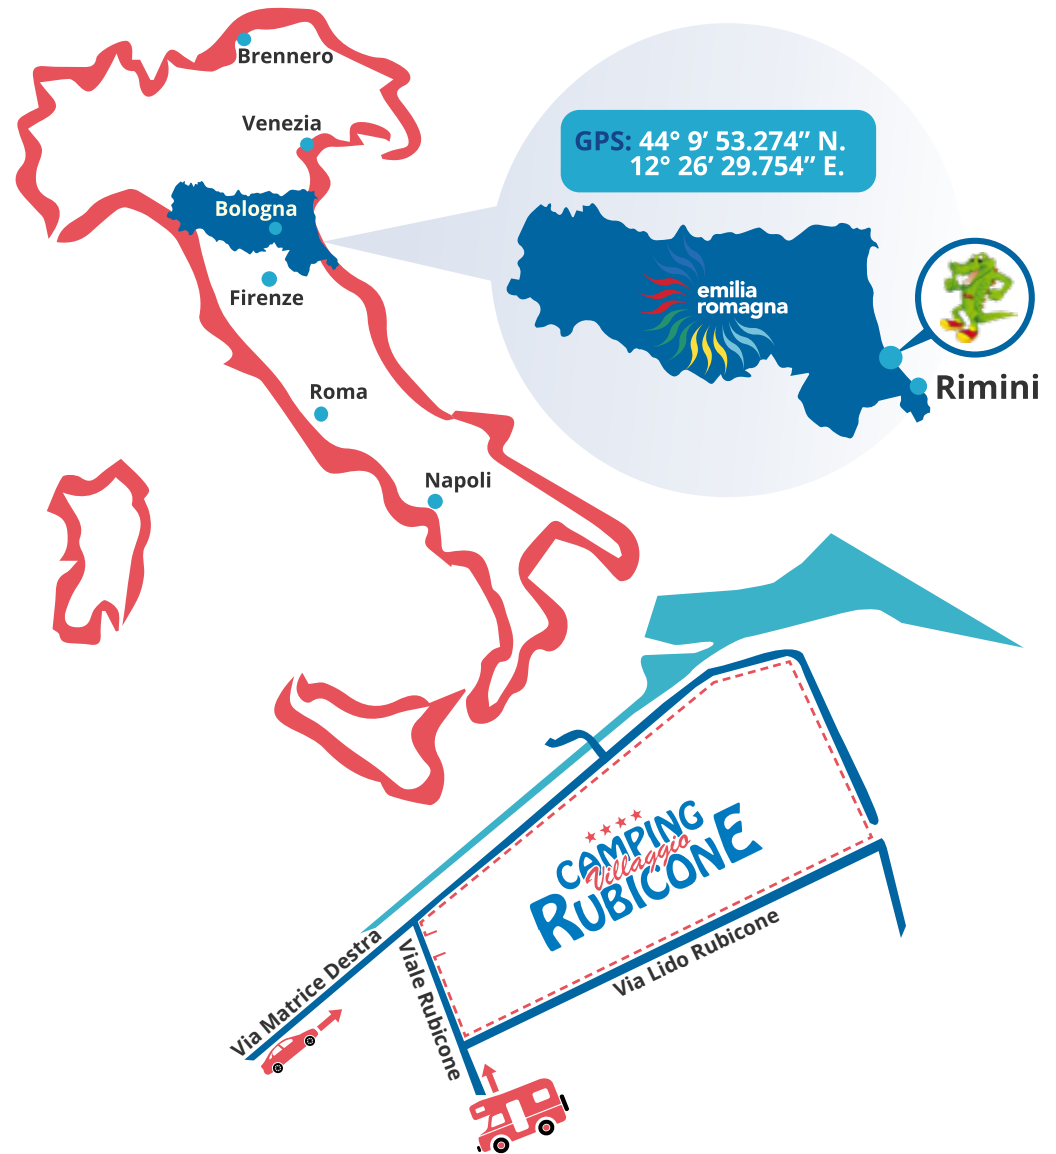 Brennero
Venezia
Bologna
Firenze
Roma
Napoli
GPS: 44° 9’ 53.274” N.
12° 26’ 29.754” E.
emilia
romagna
Rimini
CAMPING
Villaggio
RUBICONE
Via Matrice Destra
Viale Rubicone
Via Lido Rubicone